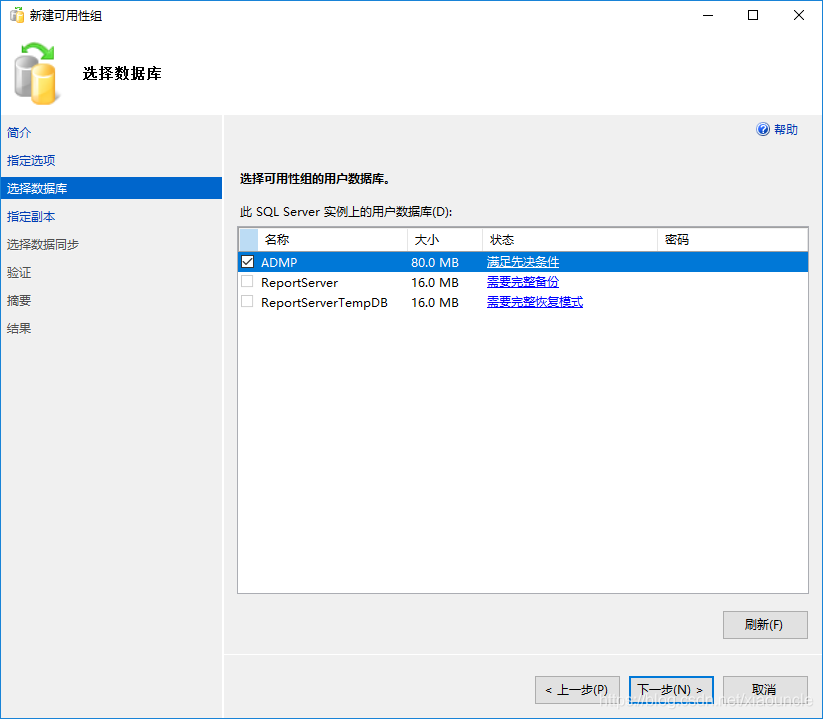 新建可用性组
选择数据库
简介
指定选项
选择数据库
指定副本
选择数据同步
验证
摘要
结果
帮助
选择可用性组的用户数据库。
此 SQL Server 实例上的用户数据库(D):
名称 大小 状态 密码
ADMP 80.0 MB 满足先决条件
ReportServer 16.0 MB 需要完整备份
ReportServerTempDB 16.0 MB 需要完整恢复模式
刷新(F)
< 上一步(P) 下一步(N) > 取消
https://blog.csdn.net/xiaouncle